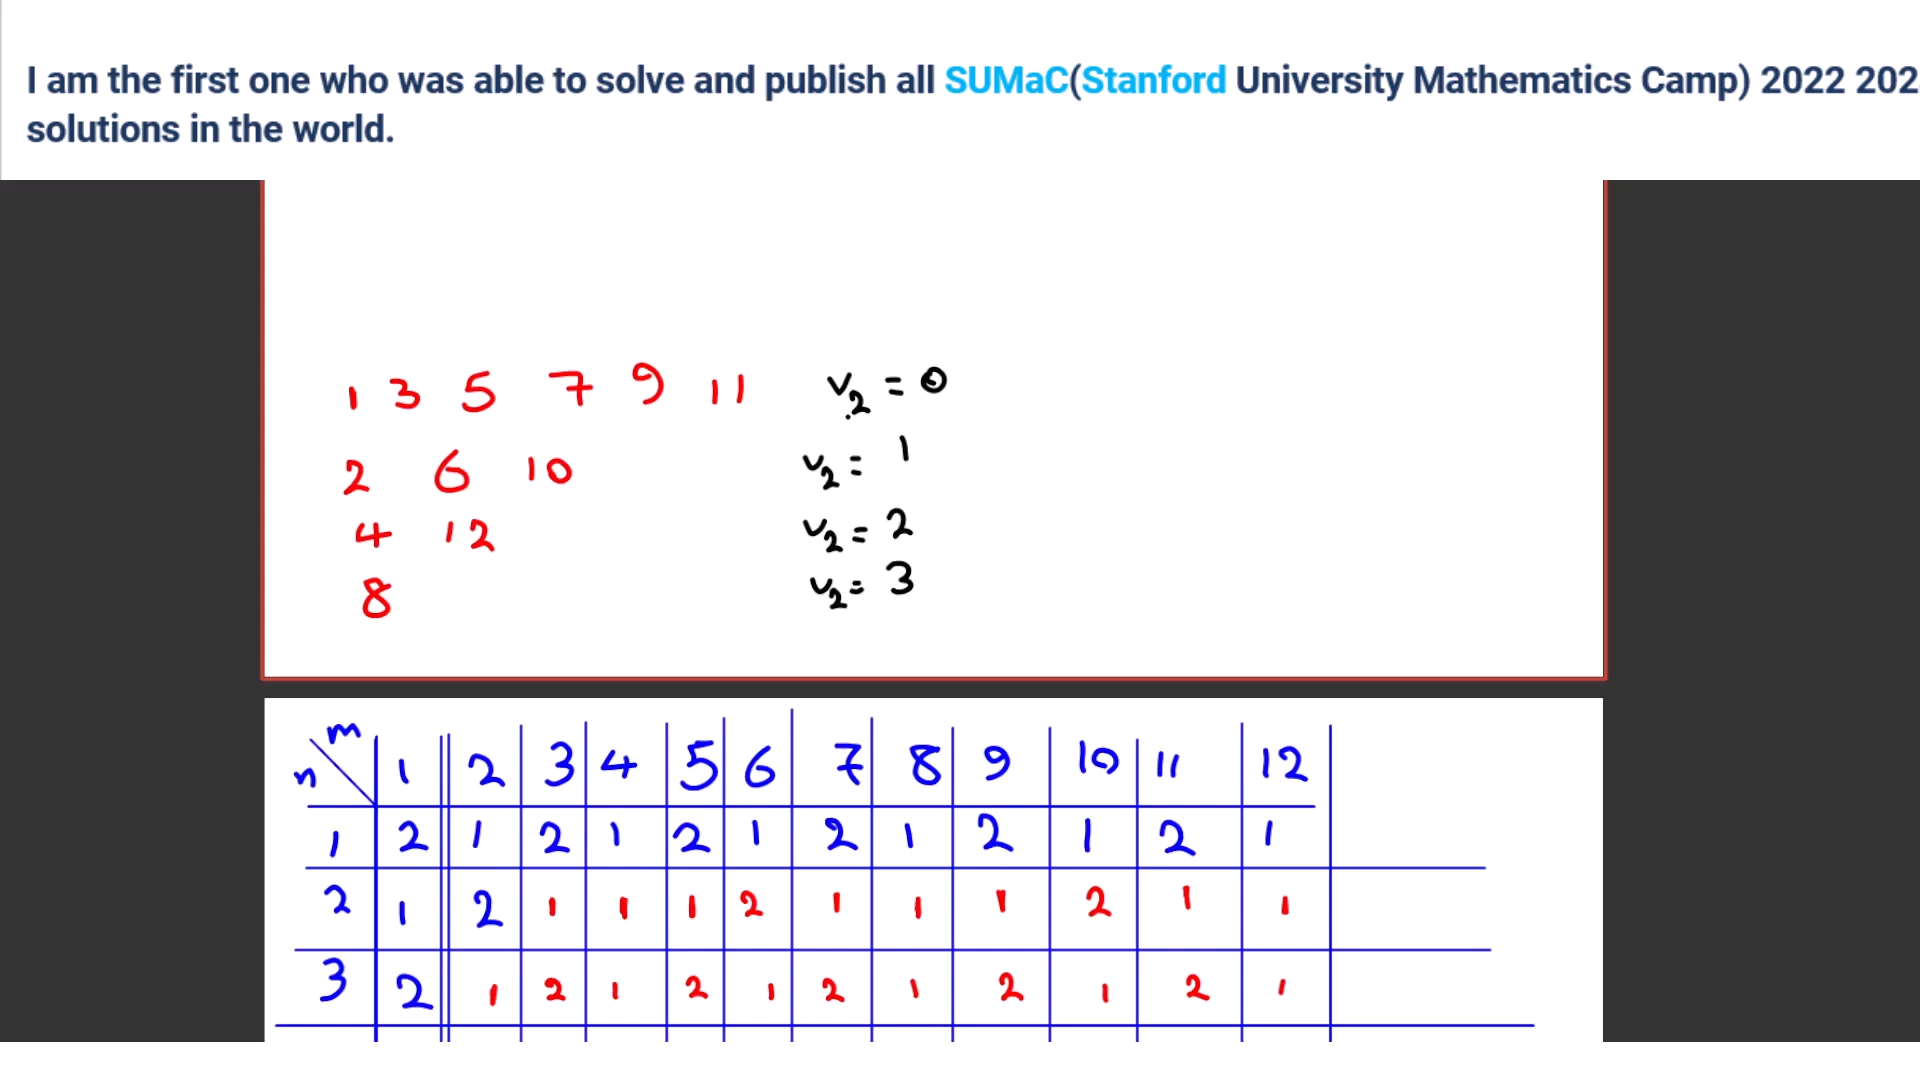 I am the first one who was able to solve and publish all SUMaC(Stanford University Mathematics Camp) 2022 202
solutions in the world.
1 3 5 7 9 11 v₂ = 0
2 6 10 v₂ = 1
4 12 v₂ = 2
8 v₂ = 3
m
n 1 2 3 4 5 6 7 8 9 10 11 12
1 2 1 2 1 2 1 2 1 2 1 2 1
2 1 2 1 1 1 2 1 1 1 2 1 1
3 2 1 2 1 2 1 2 1 2 1 2 1